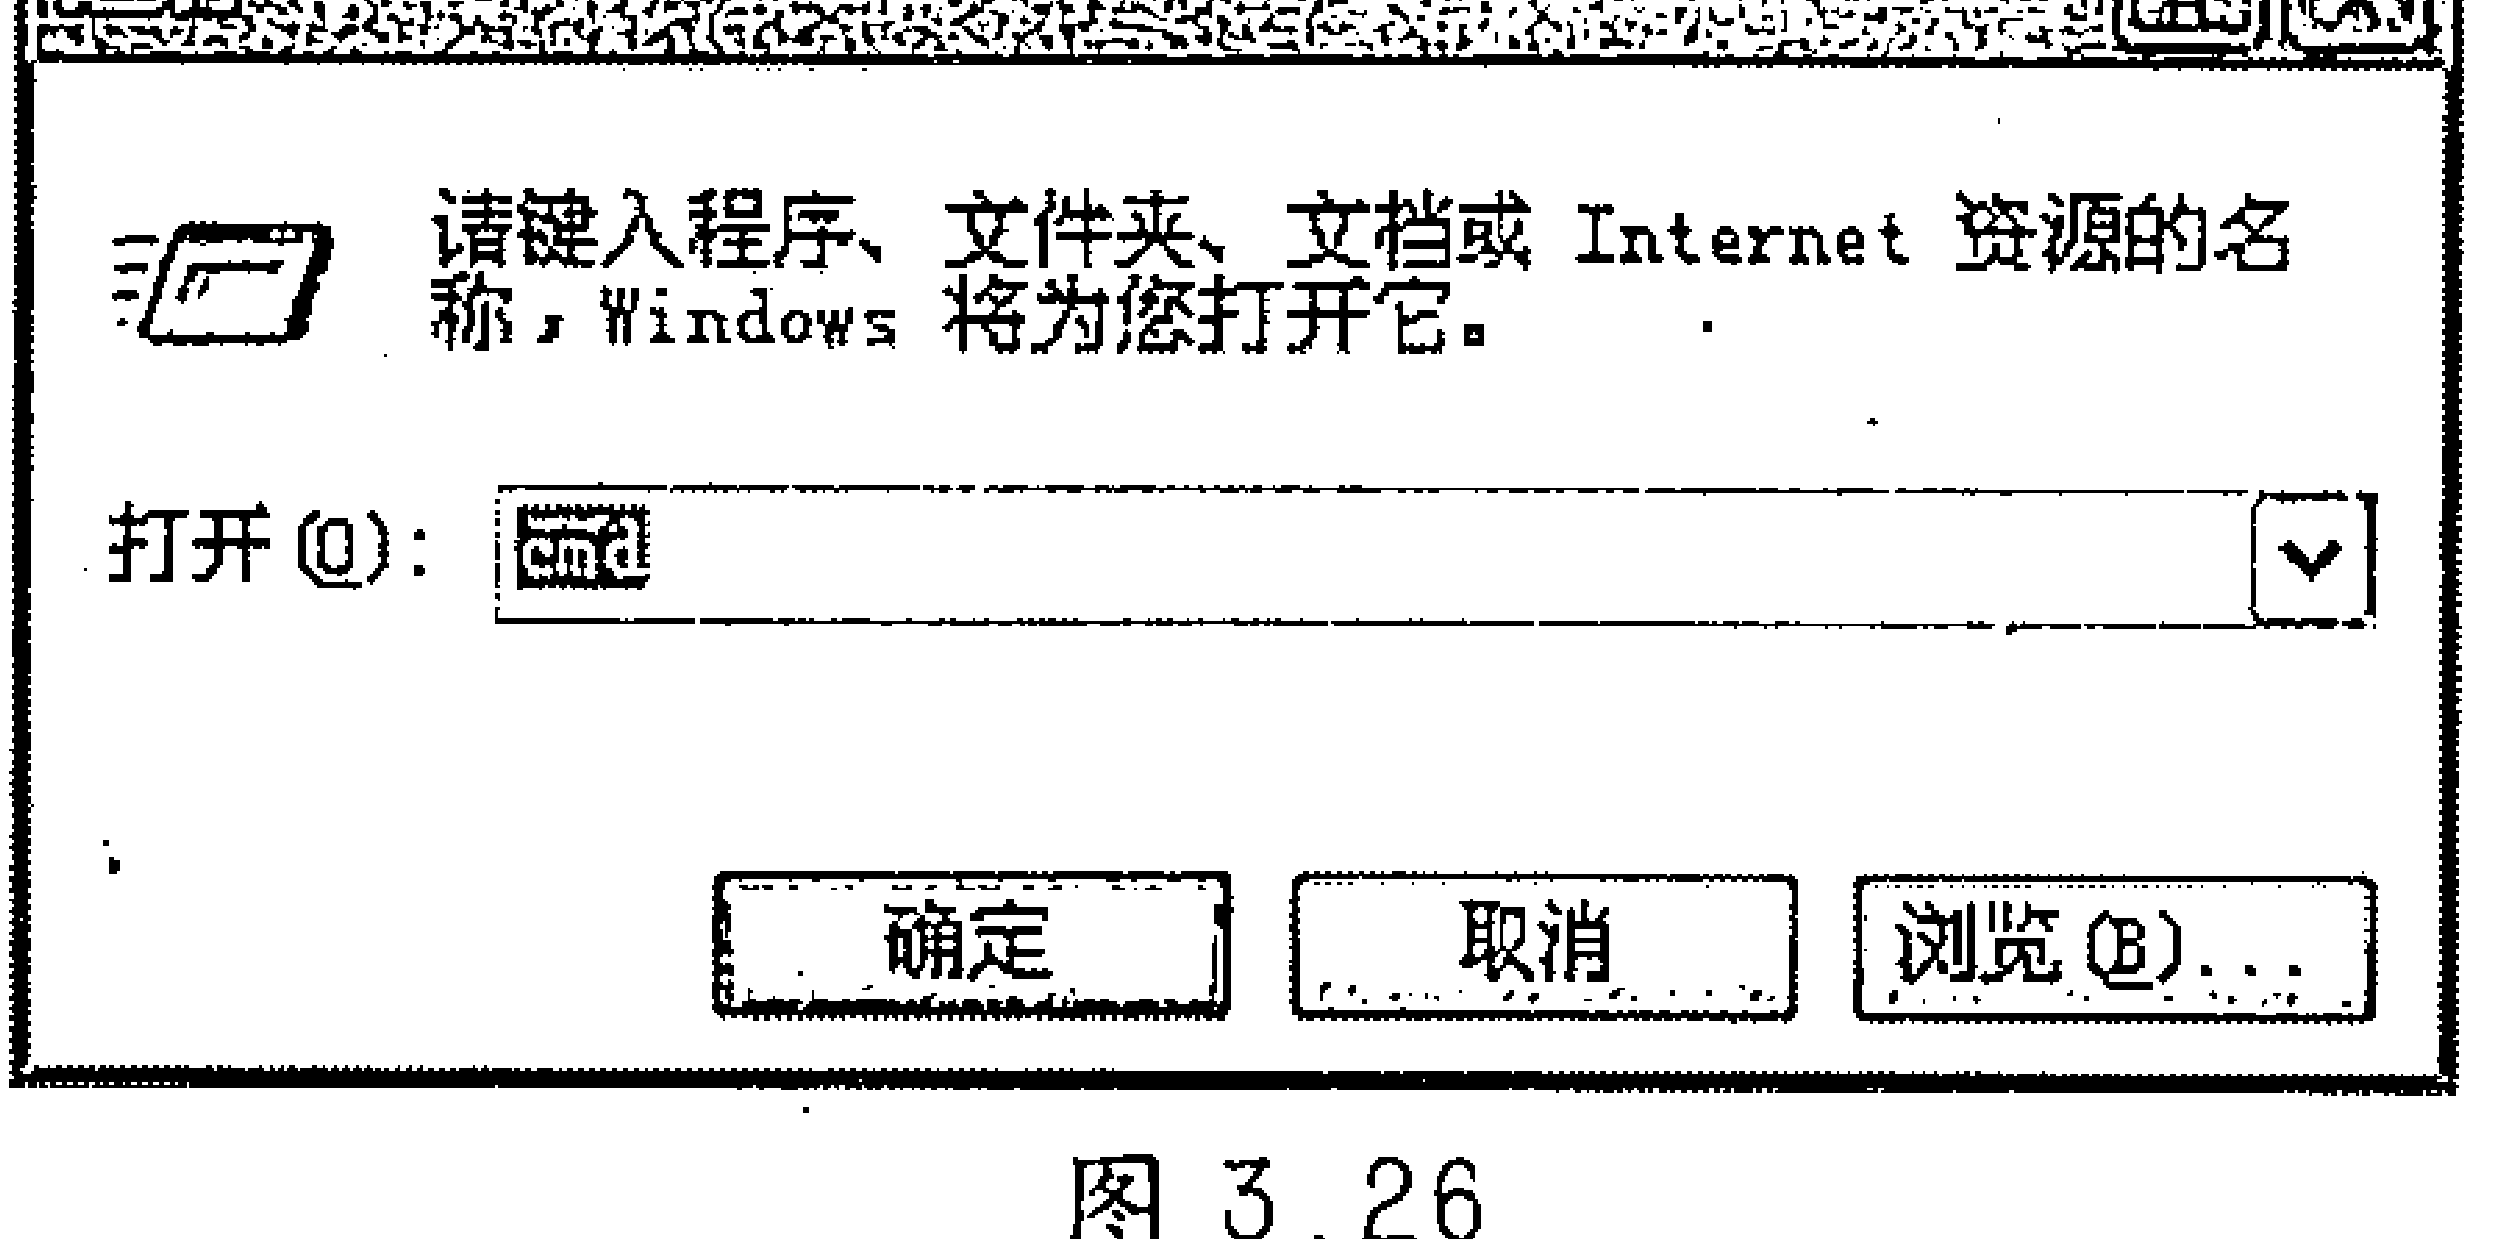 请键入程序、文件夹、文档或 Internet 资源的名
称，Windows 将为您打开它。
打开(O)：
cmd
确定 取消 浏览(B)...
图 3.26